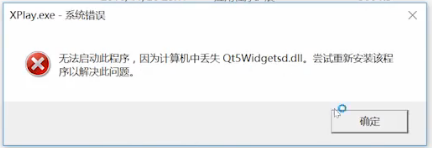 XPlay.exe - 系统错误
无法启动此程序，因为计算机中丢失 Qt5Widgetsd.dll。尝试重新安装该程
序以解决此问题。
确定